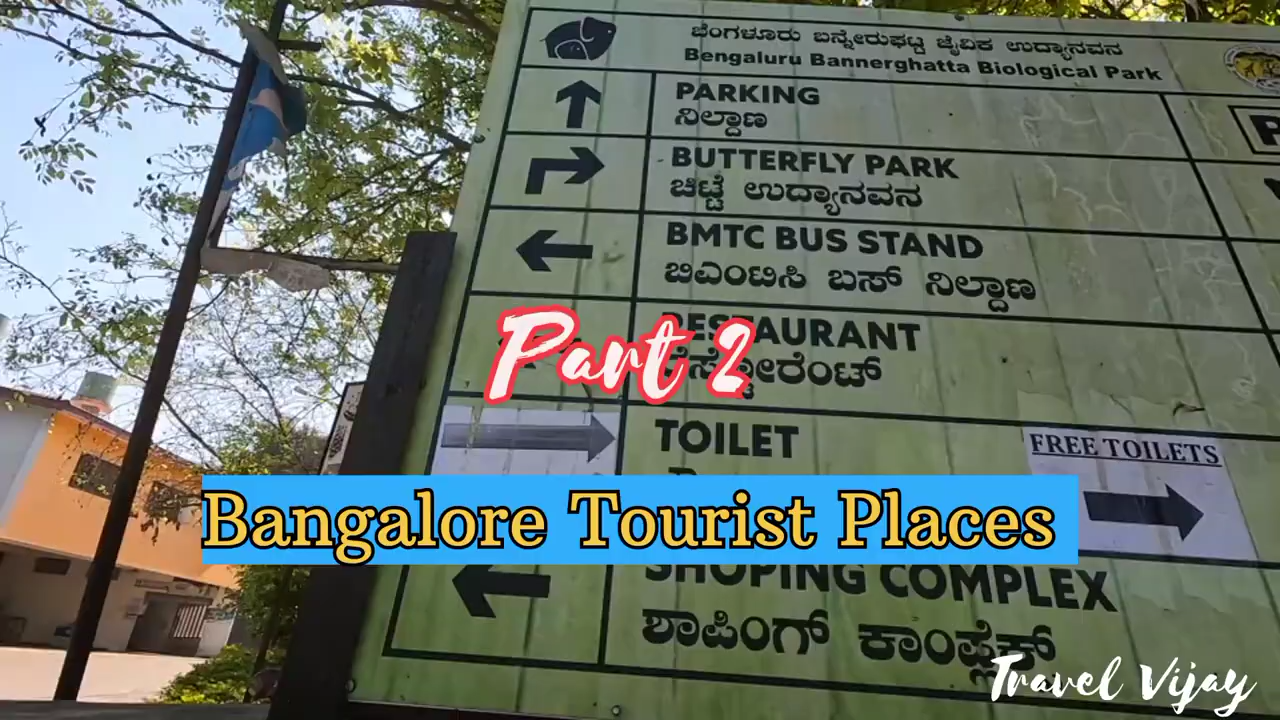 ಬೆಂಗಳೂರು ಬನ್ನೇರುಘಟ್ಟ ಜೈವಿಕ ಉದ್ಯಾನವನ
Bengaluru Bannerghatta Biological Park
PARKING
ನಿಲ್ದಾಣ
BUTTERFLY PARK
ಚಿಟ್ಟೆ ಉದ್ಯಾನವನ
BMTC BUS STAND
ಬಿಎಂಟಿಸಿ ಬಸ್ ನಿಲ್ದಾಣ
RESTAURANT
Part 2
TOILET
FREE TOILETS
Bangalore Tourist Places
SHOPING COMPLEX
ಶಾಪಿಂಗ್ ಕಾಂಪ್ಲೆಕ್ಸ್
Travel Vijay